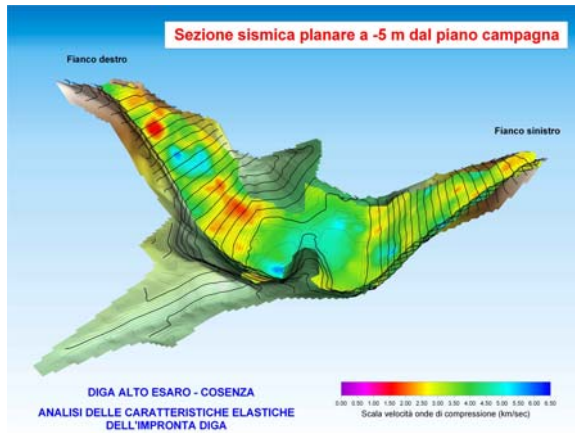 Sezione sismica planare a -5 m dal piano campagna
Fianco destro
Fianco sinistro
DIGA ALTO ESARO - COSENZA
ANALISI DELLE CARATTERISTICHE ELASTICHE
DELL'IMPRONTA DIGA
0.00 0.50 1.00 1.50 2.00 2.50 3.00 3.50 4.00 4.50 5.00 5.50 6.00 6.50
Scala velocità onde di compressione (km/sec)